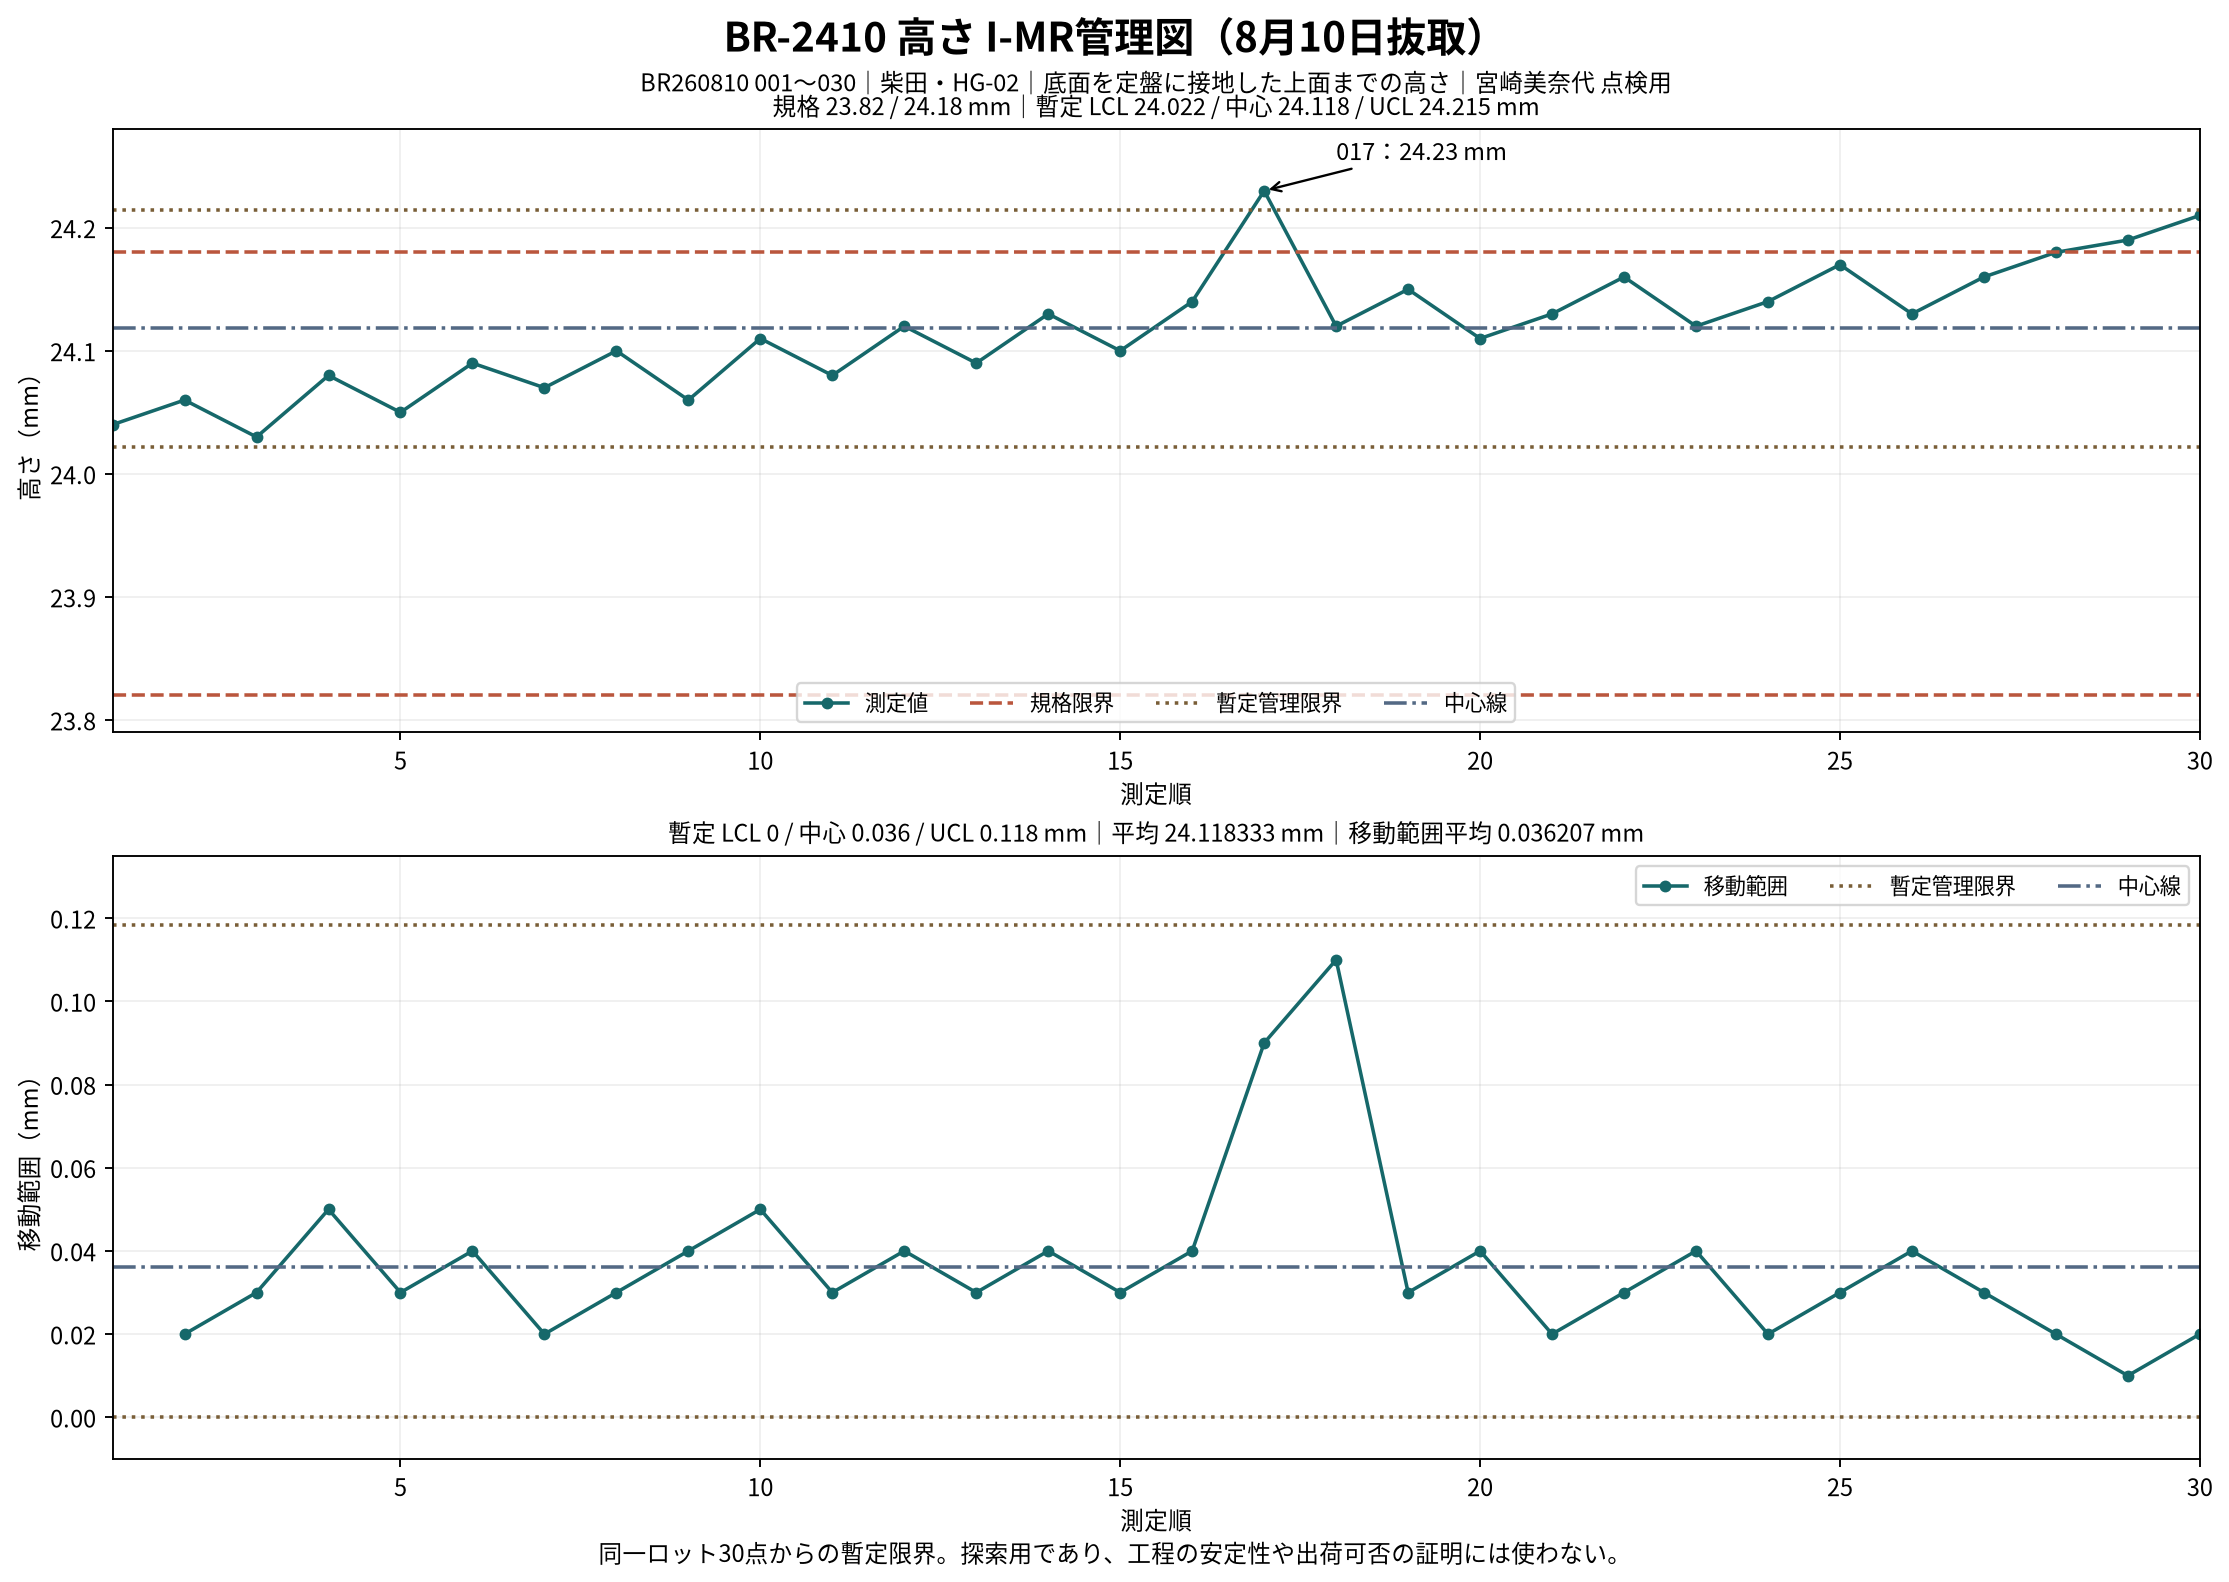 BR-2410 高さ I-MR管理図（8月10日抜取）
BR260810 001～030｜柴田・HG-02｜底面を定盤に接地した上面までの高さ｜宮崎美奈代 点検用
規格 23.82 / 24.18 mm｜暫定 LCL 24.022 / 中心 24.118 / UCL 24.215 mm
017：24.23 mm
高さ（mm）
24.2
24.1
24.0
23.9
23.8
測定値
規格限界
暫定管理限界
中心線
5
10
15
20
25
30
測定順
暫定 LCL 0 / 中心 0.036 / UCL 0.118 mm｜平均 24.118333 mm｜移動範囲平均 0.036207 mm
移動範囲
暫定管理限界
中心線
移動範囲（mm）
0.12
0.10
0.08
0.06
0.04
0.02
0.00
5
10
15
20
25
30
測定順
同一ロット30点からの暫定限界。探索用であり、工程の安定性や出荷可否の証明には使わない。